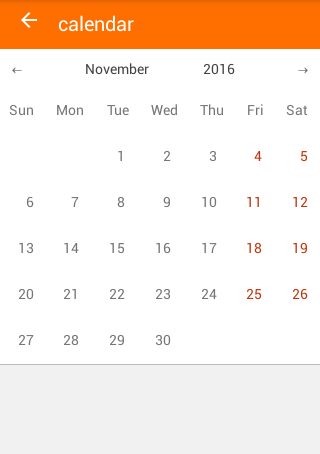 ← calendar
← November 2016 →
Sun Mon Tue Wed Thu Fri Sat
1 2 3 4 5
6 7 8 9 10 11 12
13 14 15 16 17 18 19
20 21 22 23 24 25 26
27 28 29 30